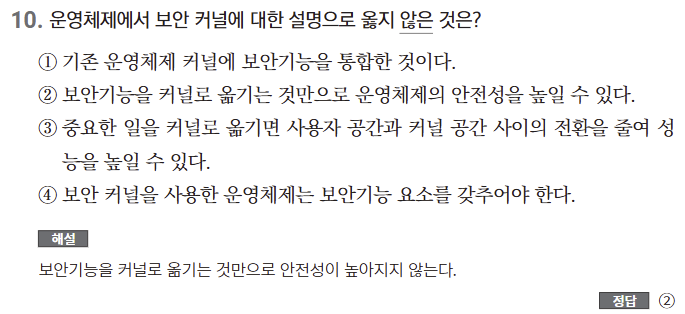 10. 운영체제에서 보안 커널에 대한 설명으로 옳지 않은 것은?
① 기존 운영체제 커널에 보안기능을 통합한 것이다.
② 보안기능을 커널로 옮기는 것만으로 운영체제의 안전성을 높일 수 있다.
③ 중요한 일을 커널로 옮기면 사용자 공간과 커널 공간 사이의 전환을 줄여 성
능을 높일 수 있다.
④ 보안 커널을 사용한 운영체제는 보안기능 요소를 갖추어야 한다.
해설
보안기능을 커널로 옮기는 것만으로 안전성이 높아지지 않는다.
정답 ②